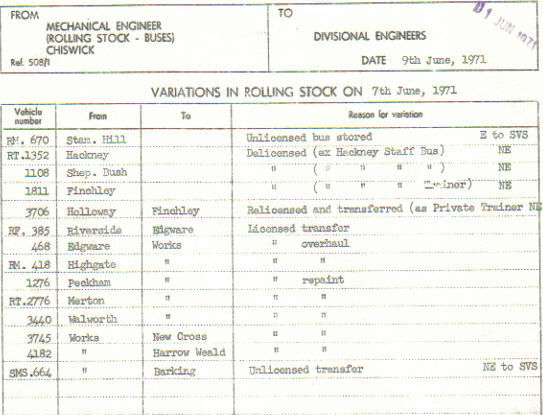 FROM
MECHANICAL ENGINEER
(ROLLING STOCK - BUSES)
CHISWICK
Ref. 508/1
TO
DIVISIONAL ENGINEERS
DATE 9th June, 1971
JUN 1971
VARIATIONS IN ROLLING STOCK ON 7th June, 1971
Vehicle number From To Reason for variation
RM. 670 Stam. Hill Unlicensed bus stored E to SVS
RT.1352 Hackney Delicensed (ex Hackney Staff Bus) NE
1108 Shep. Bush " ( " " " " ) NE
1811 Finchley " ( " " " Trainer) NE
3706 Holloway Finchley Relicensed and transferred (as Private Trainer NE
RF. 385 Riverside Edgware Licensed transfer
468 Edgware Works " overhaul
RM. 418 Highgate " " "
1276 Peckham " " repaint
RT.2776 Merton " " "
3440 Walworth " " "
3745 Works New Cross " "
4182 " Harrow Weald " "
SMS.664 " Barking Unlicensed transfer NE to SVS